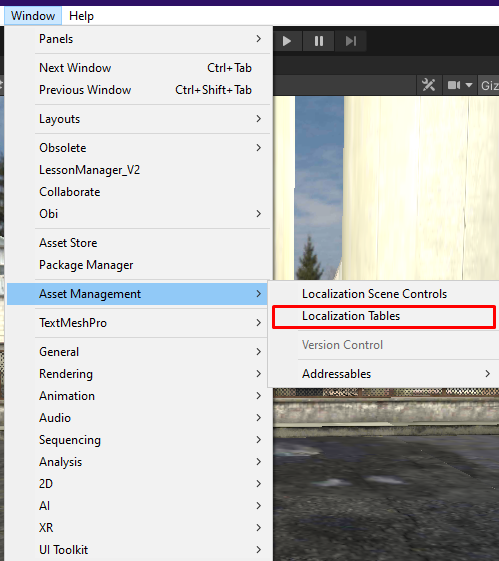 Window Help
Panels
Next Window Ctrl+Tab
Previous Window Ctrl+Shift+Tab
Layouts
Obsolete
LessonManager_V2
Collaborate
Obi
Asset Store
Package Manager
Asset Management
TextMeshPro
General
Rendering
Animation
Audio
Sequencing
Analysis
2D
AI
XR
UI Toolkit
Giz
Localization Scene Controls
Localization Tables
Version Control
Addressables